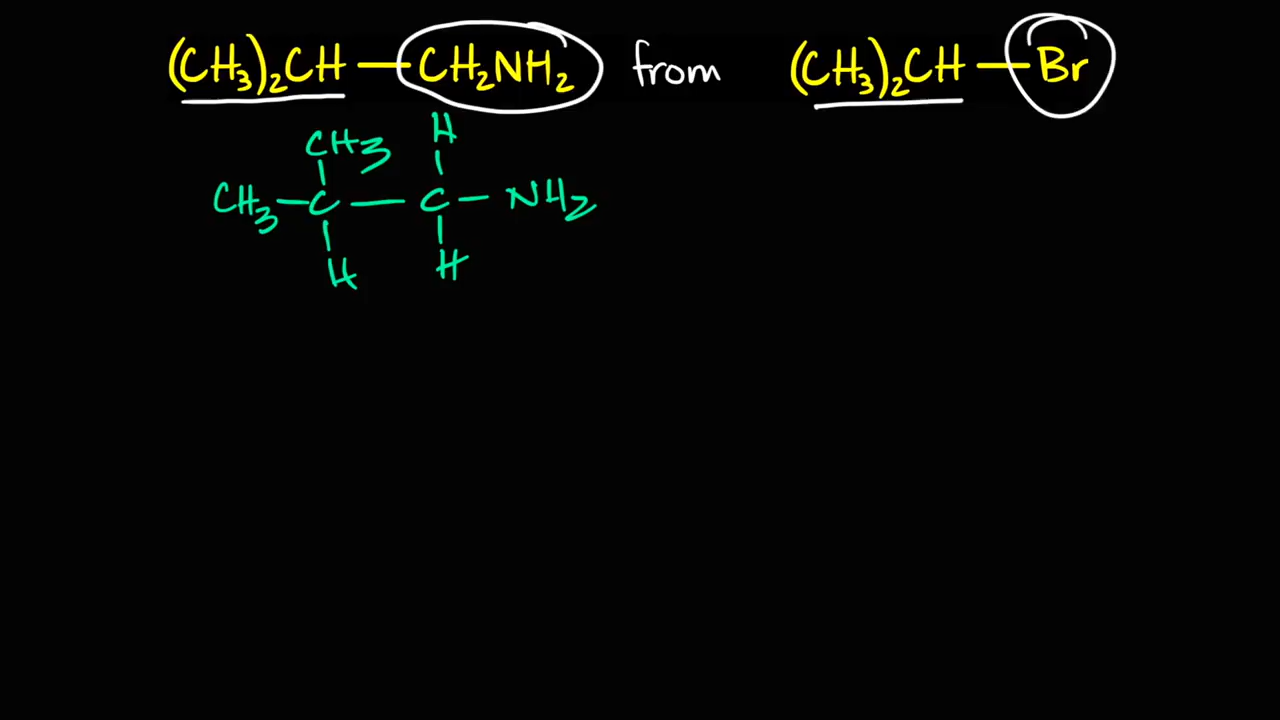 (CH₃)₂CH — CH₂NH₂ from (CH₃)₂CH — Br
CH₃ H
CH₃ — C — C — NH₂
H H